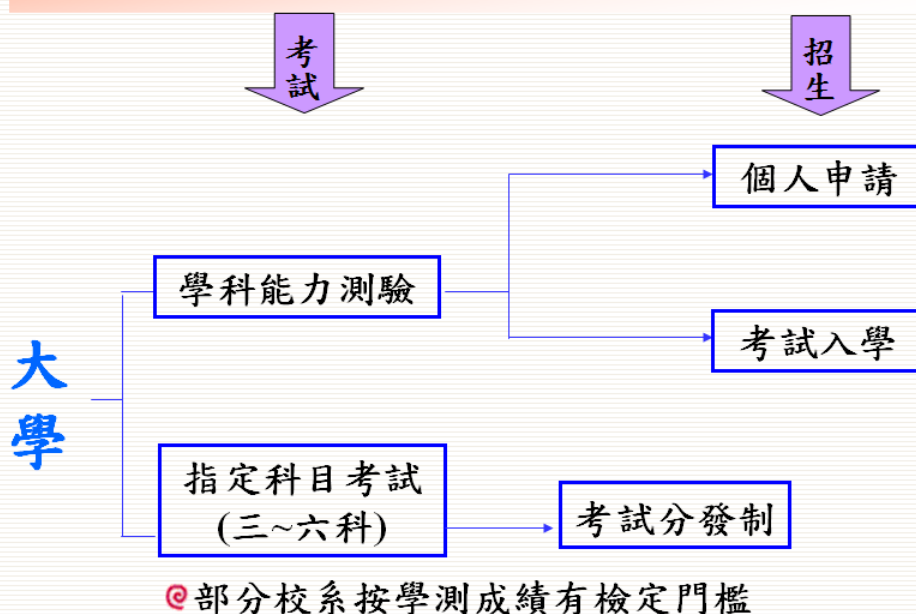 考試
招生
個人申請
學科能力測驗
考試入學
大學
指定科目考試
(三~六科)
考試分發制
部分校系按學測成績有檢定門檻